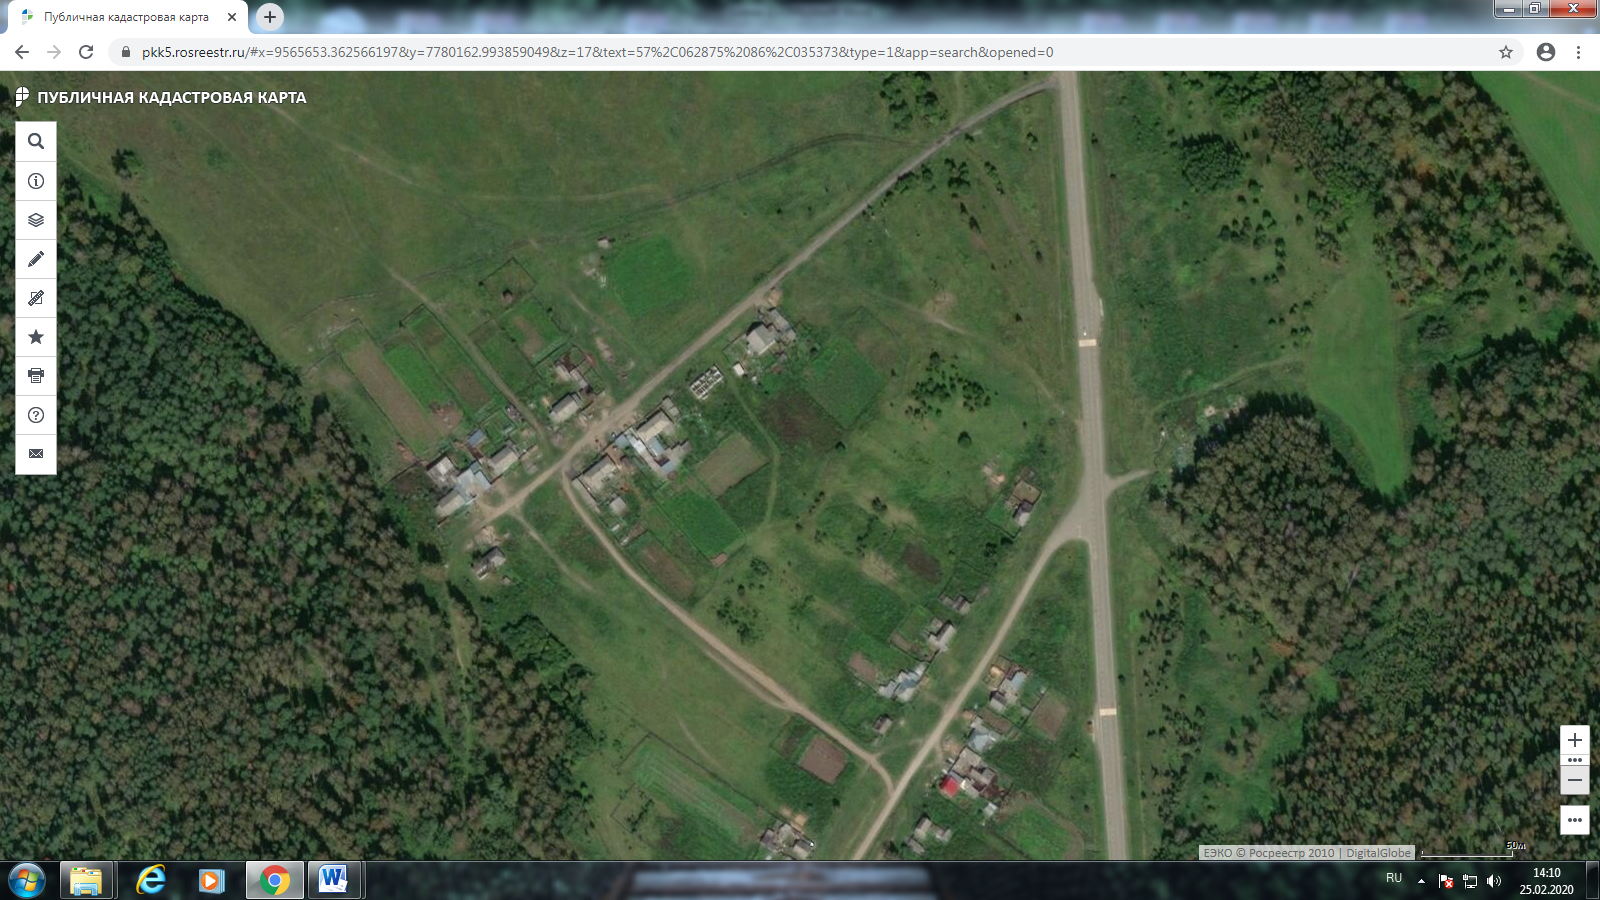 Публичная кадастровая карта
pkk5.rosreestr.ru/#x=9565653.362566197&y=7780162.993859049&z=17&text=57%2C062875%2086%2C035373&type=1&app=search&opened=0
ПУБЛИЧНАЯ КАДАСТРОВАЯ КАРТА
ЕЭКО © Росреестр 2010 | DigitalGlobe
60м
RU
14:10
25.02.2020